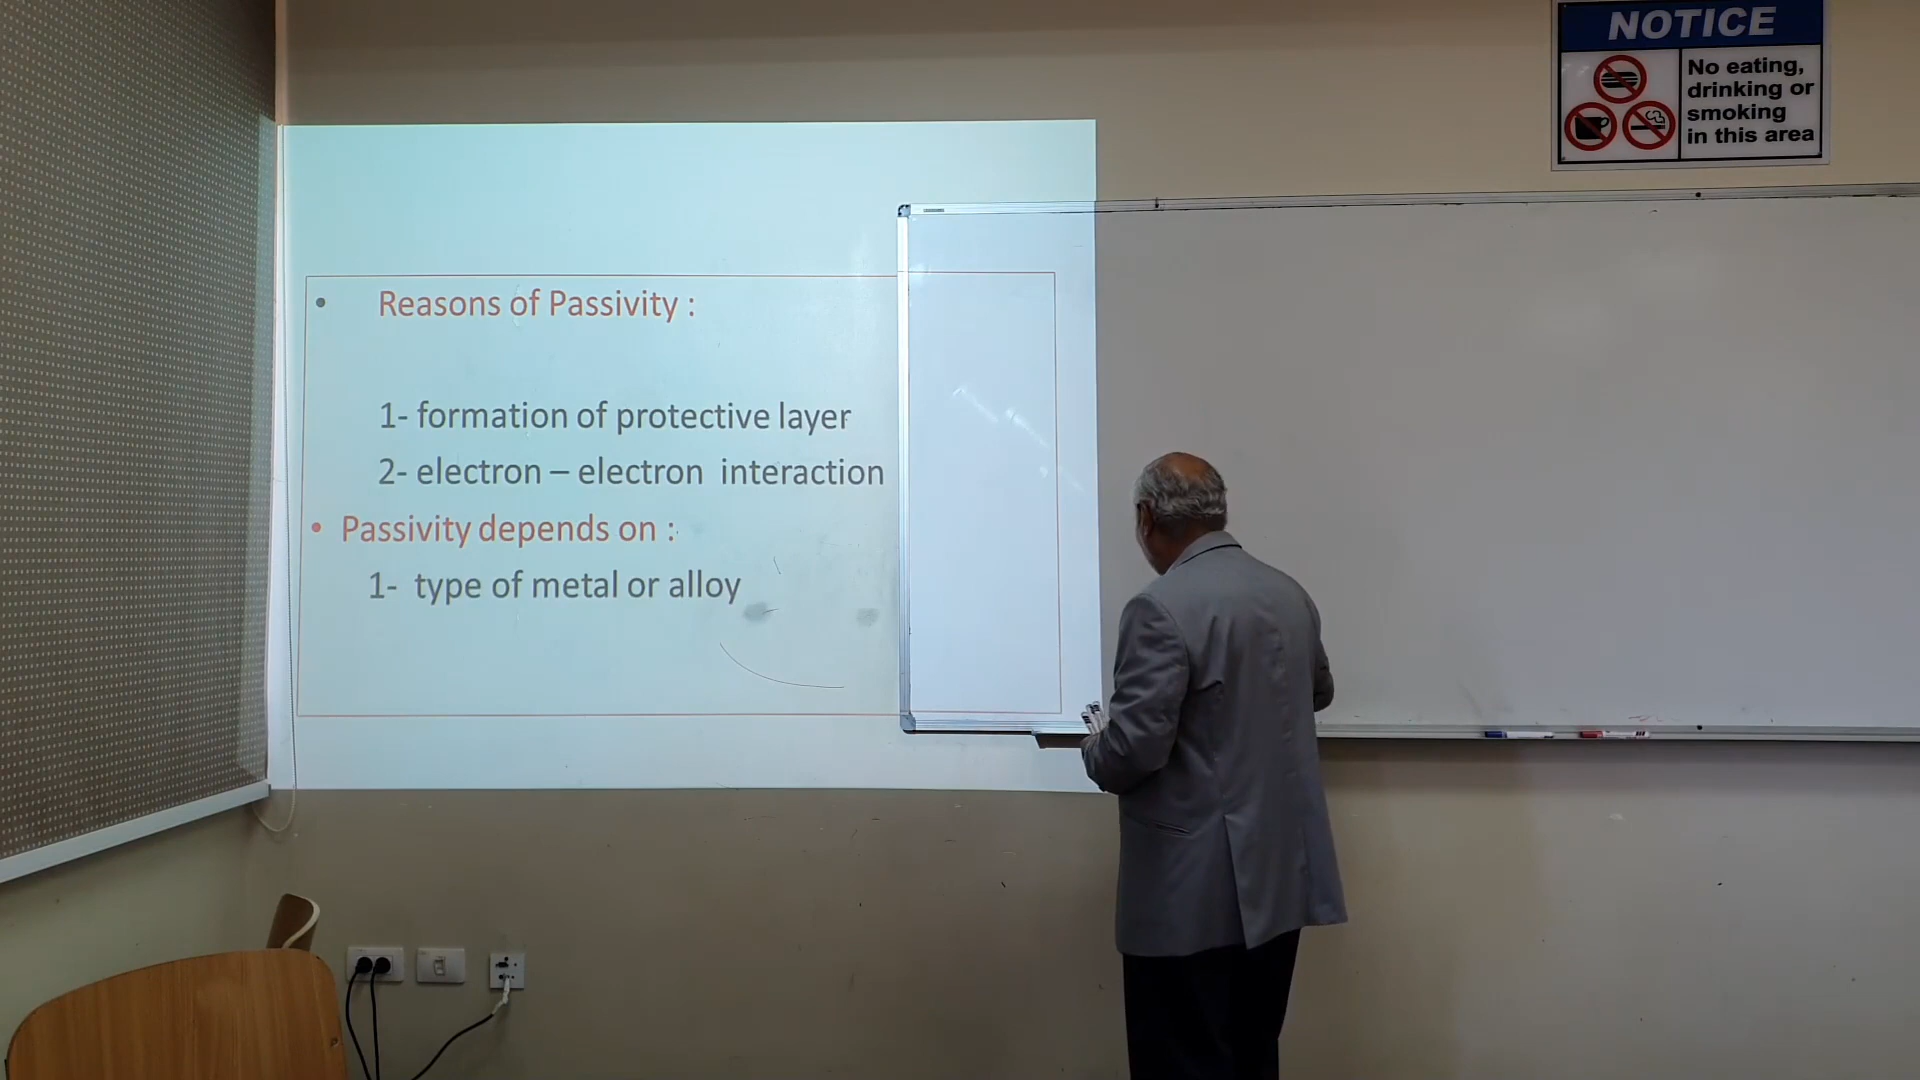 NOTICE
No eating,
drinking or
smoking
in this area
• Reasons of Passivity :
1- formation of protective layer
2- electron – electron interaction
• Passivity depends on :
1- type of metal or alloy